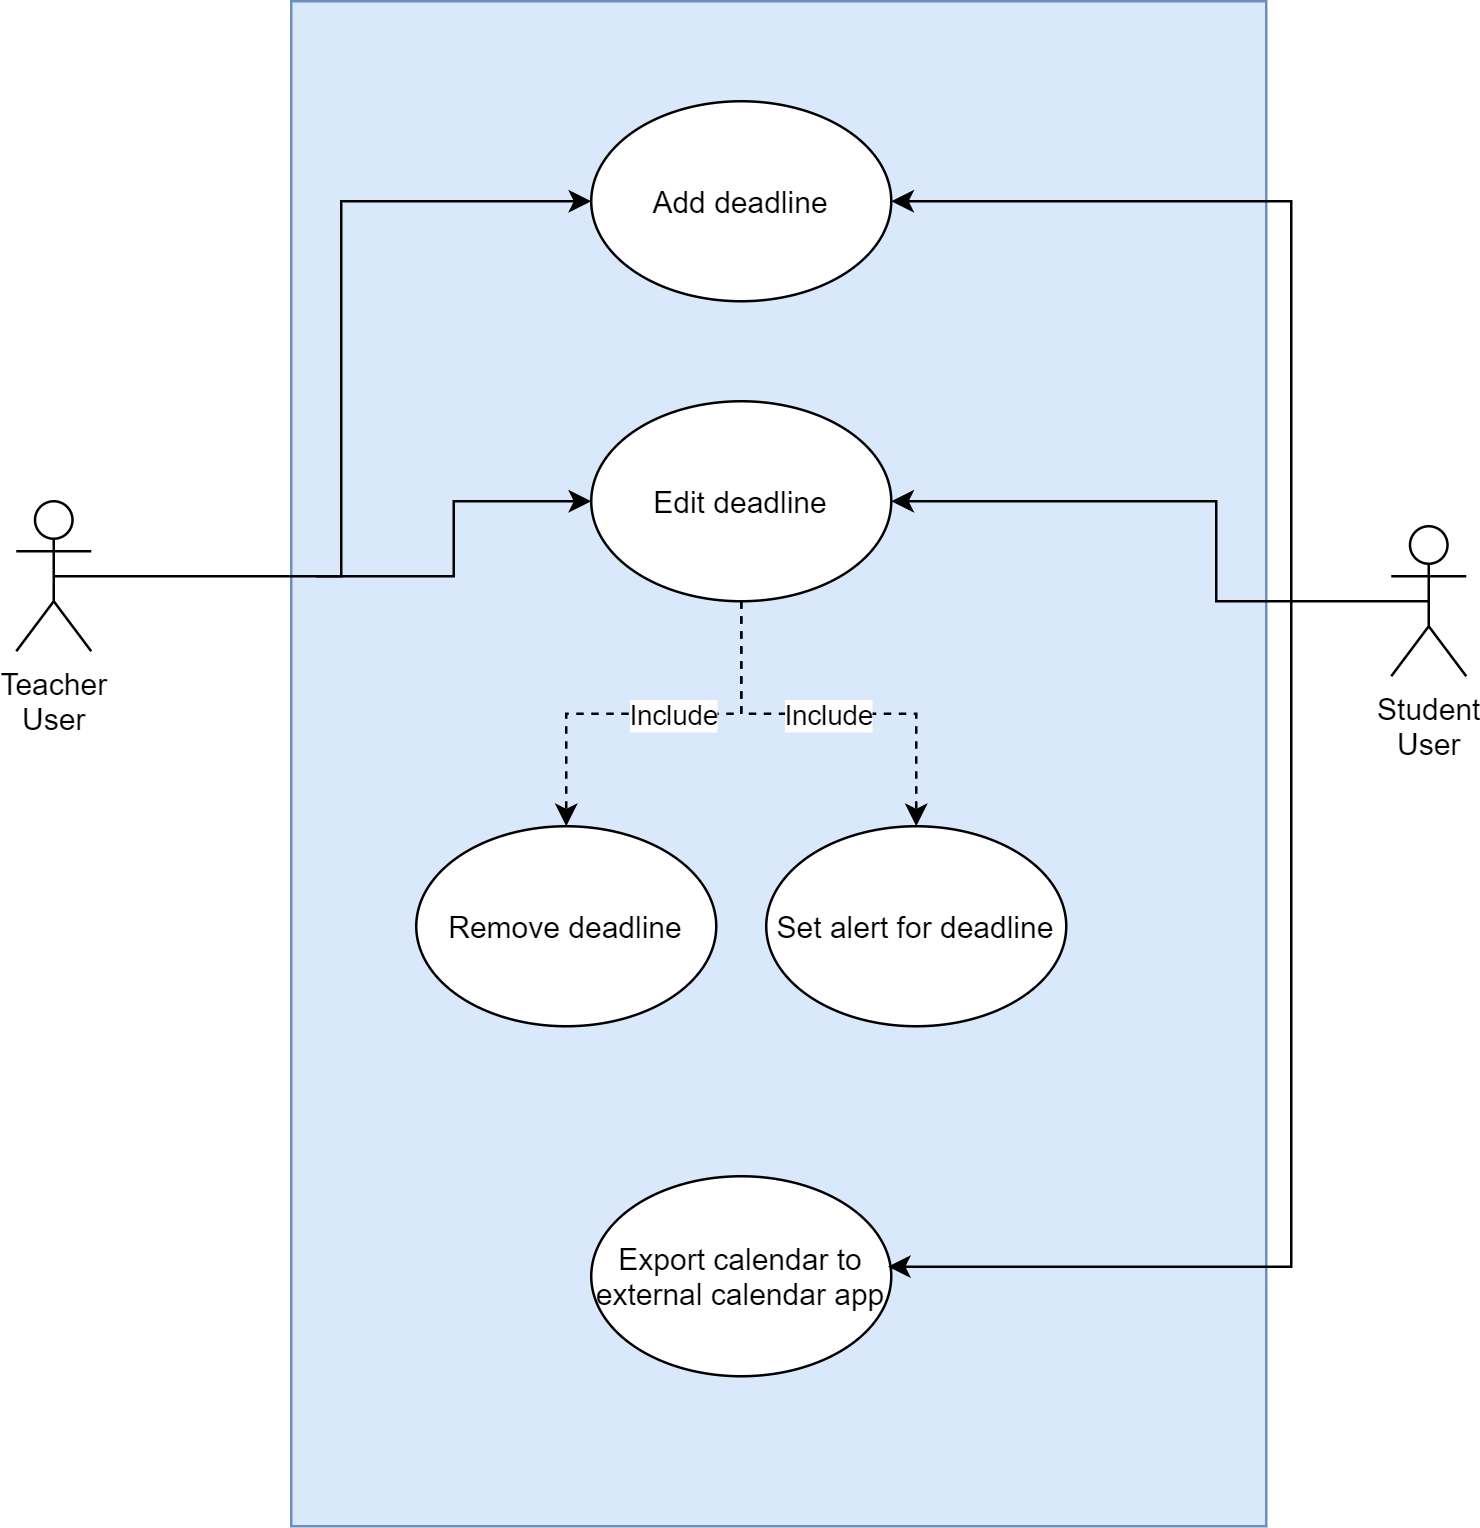 Add deadline
Edit deadline
Teacher
User
Student
User
Include
Include
Remove deadline
Set alert for deadline
Export calendar to
external calendar app